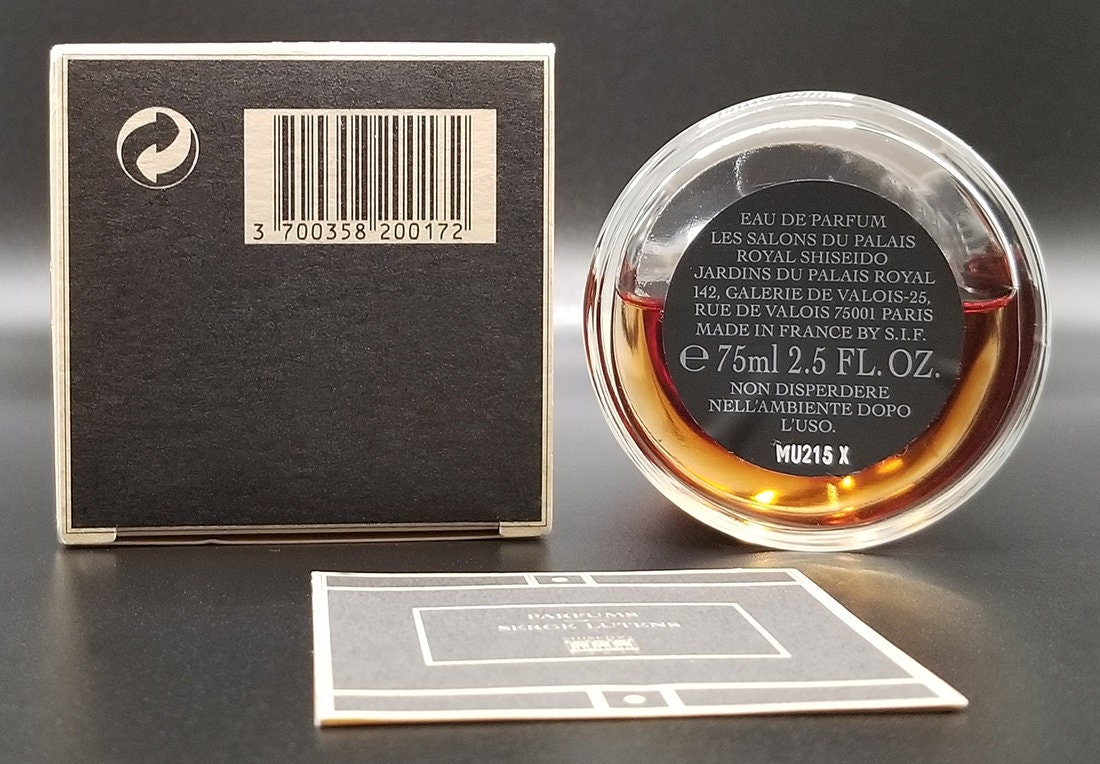 3 700358 200172
EAU DE PARFUM
LES SALONS DU PALAIS
ROYAL SHISEIDO
JARDINS DU PALAIS ROYAL
142, GALERIE DE VALOIS-25,
RUE DE VALOIS 75001 PARIS
MADE IN FRANCE BY S.I.F.
℮ 75ml 2.5 FL. OZ.
NON DISPERDERE
NELL'AMBIENTE DOPO
L'USO.
MU215 X
PARFUMS
SERGE LUTENS